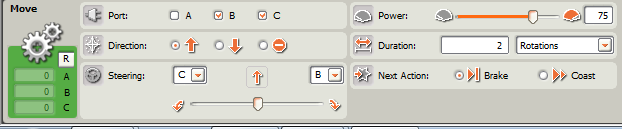 Move
Port: A B C
Power: 75
Direction:
Duration: 2 Rotations
R
0 A
0 B
0 C
Steering: C B
Next Action: Brake Coast